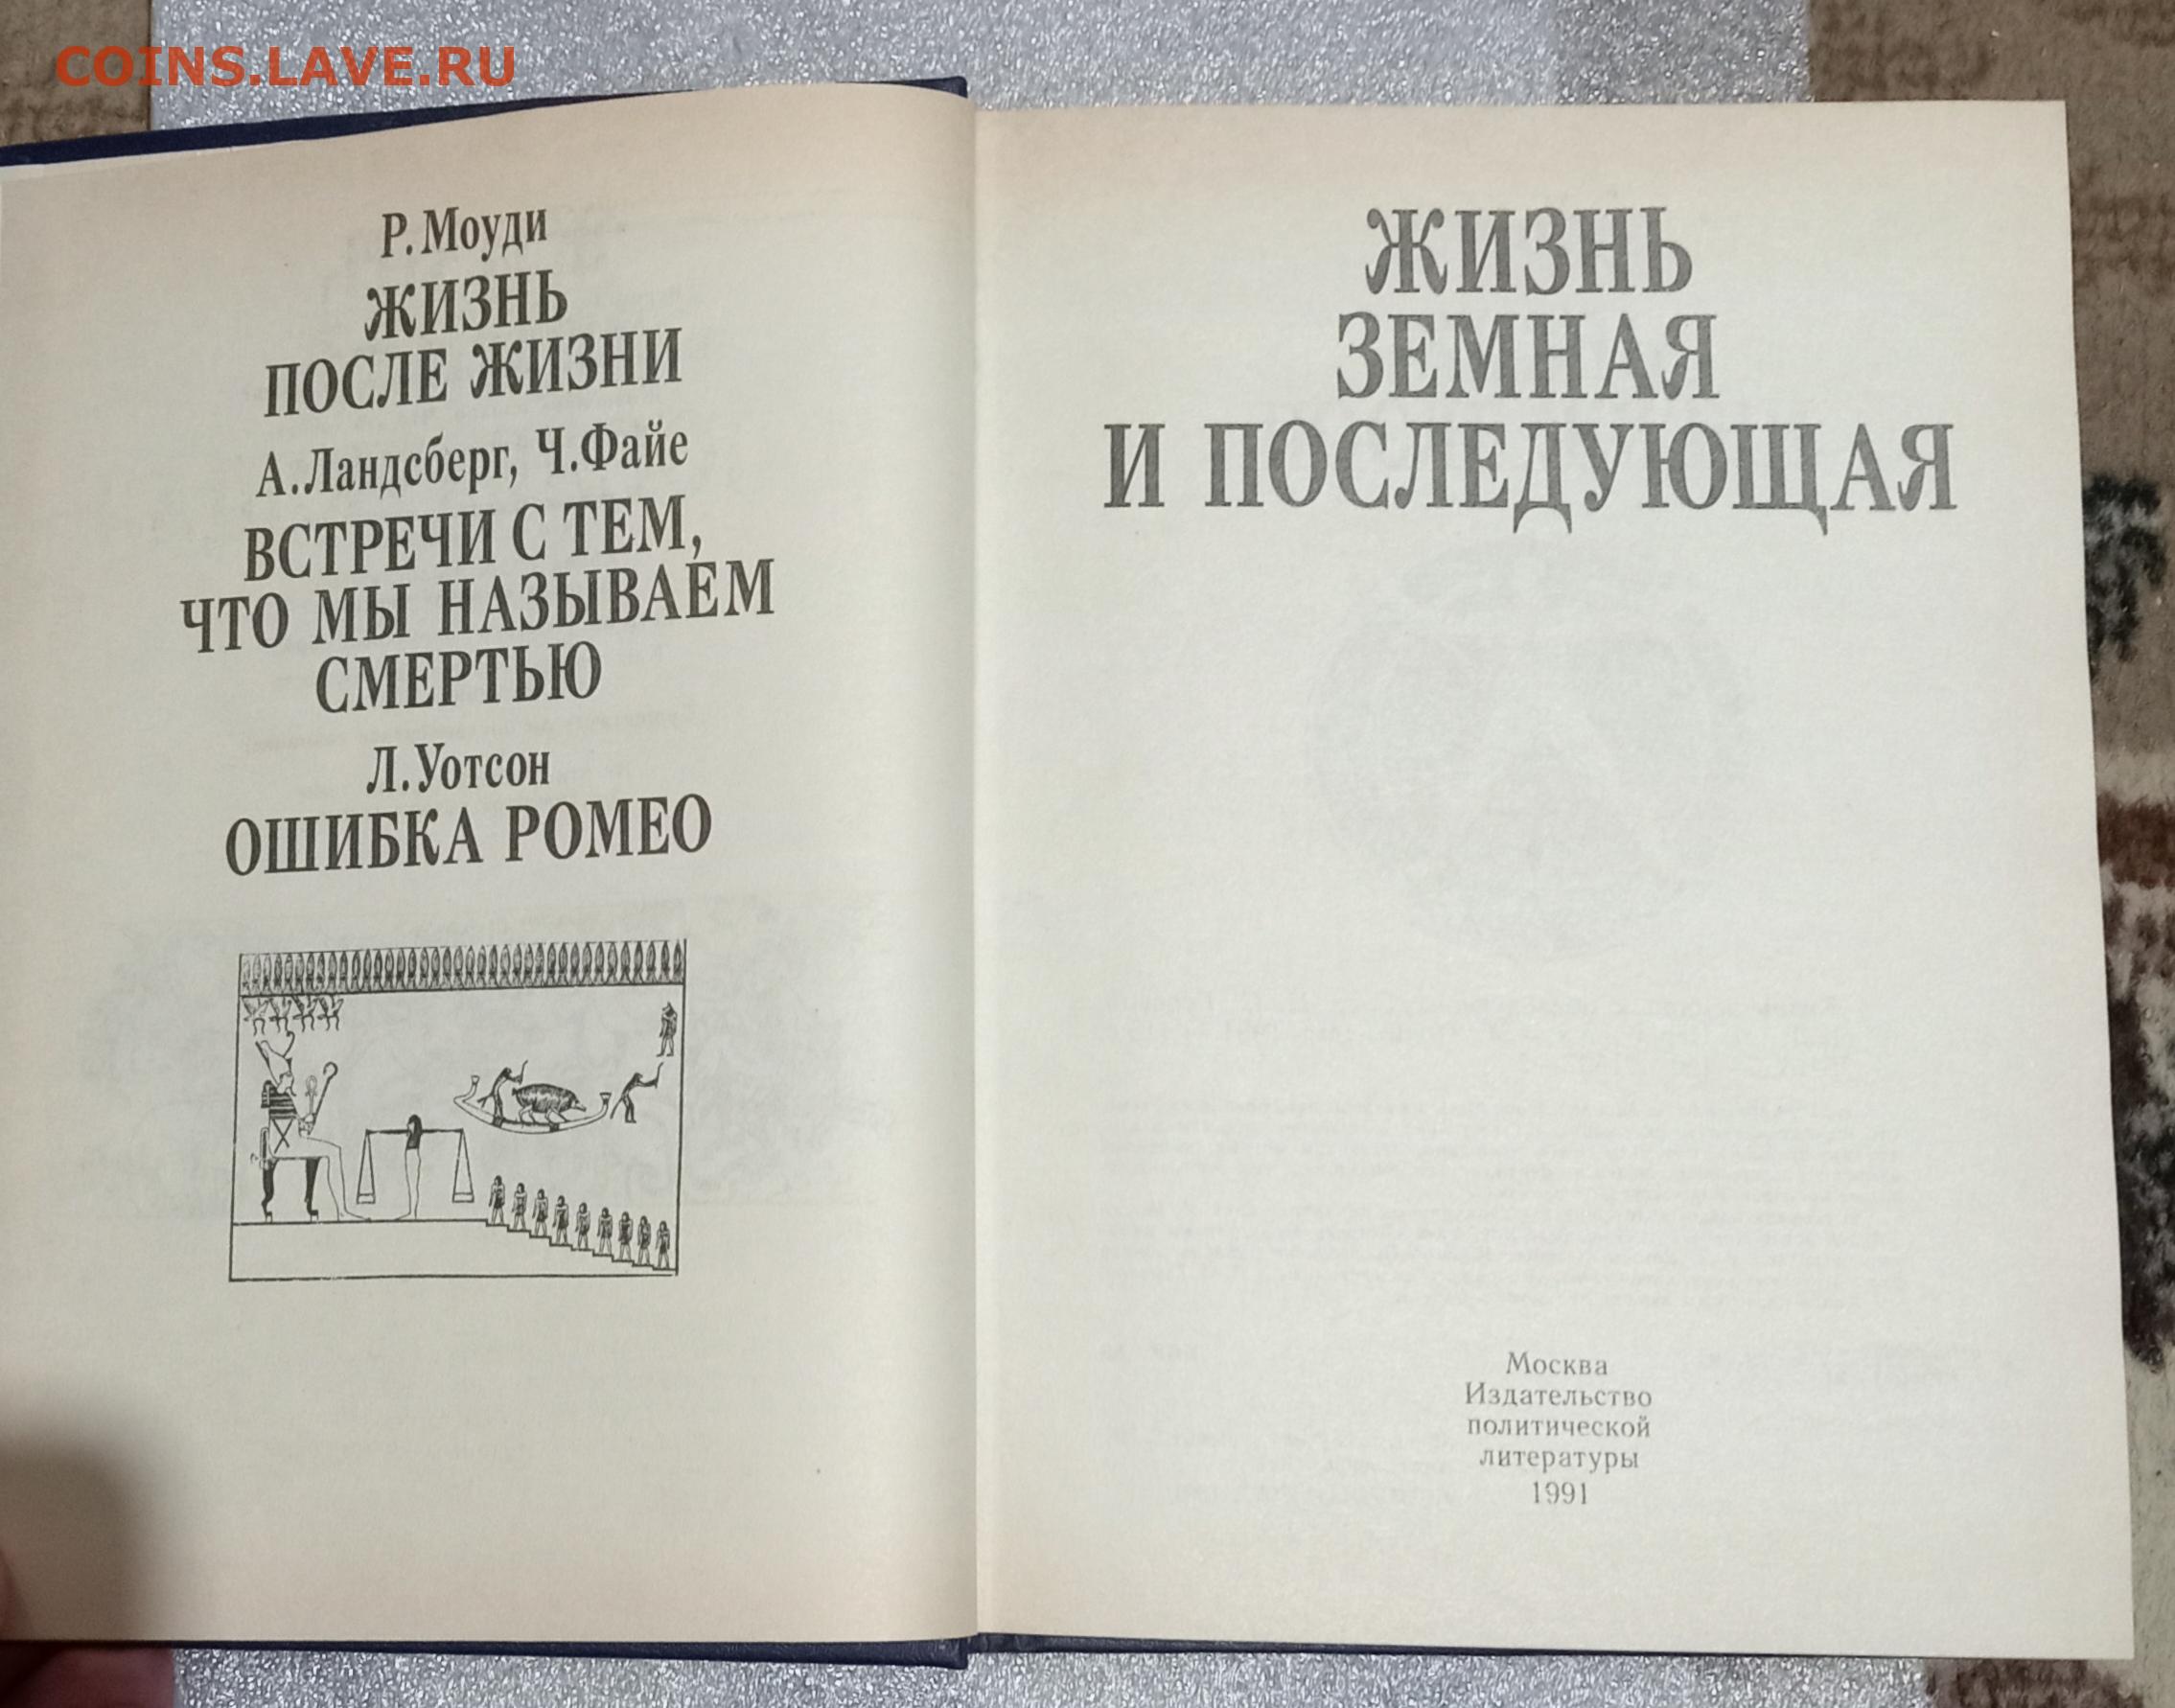 COINS.LAVE.RU
Р. Моуди
ЖИЗНЬ
ПОСЛЕ ЖИЗНИ
А. Ландсберг, Ч. Файе
ВСТРЕЧИ С ТЕМ,
ЧТО МЫ НАЗЫВАЕМ
СМЕРТЬЮ
Л. Уотсон
ОШИБКА РОМЕО
ЖИЗНЬ
ЗЕМНАЯ
И ПОСЛЕДУЮЩАЯ
Москва
Издательство
политической
литературы
1991